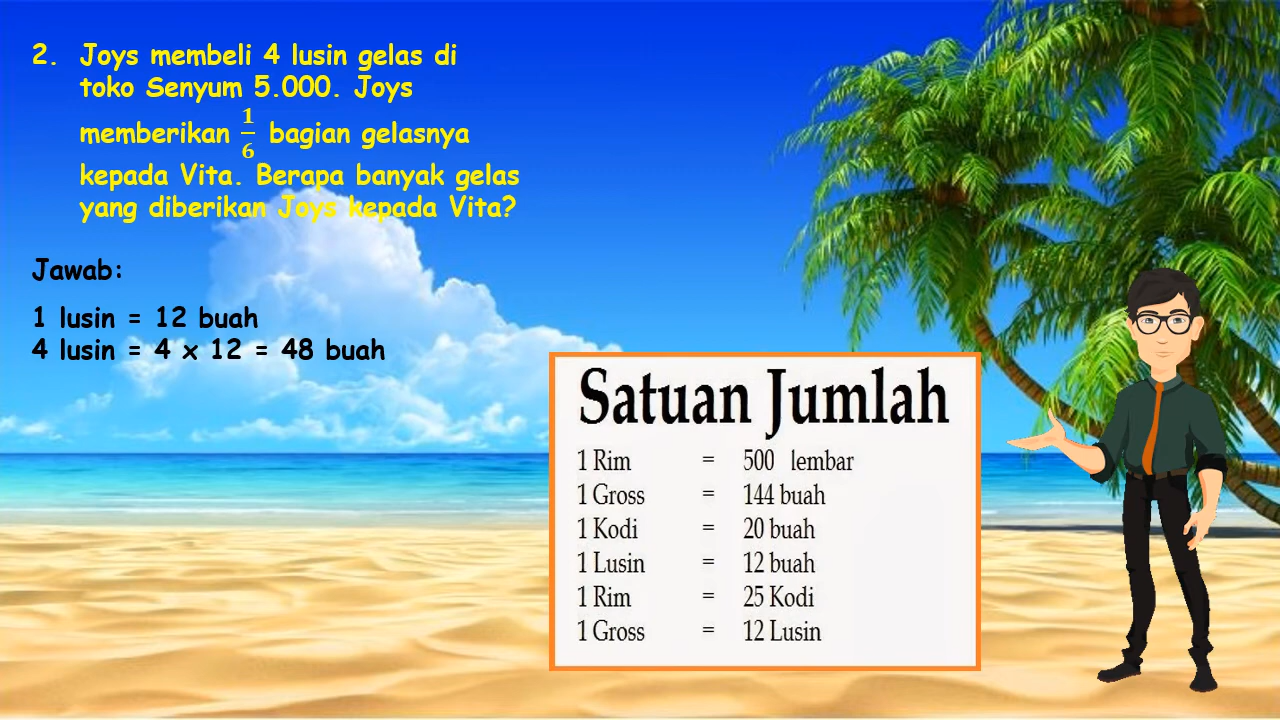 2. Joys membeli 4 lusin gelas di
toko Senyum 5.000. Joys
memberikan 1/6 bagian gelasnya
kepada Vita. Berapa banyak gelas
yang diberikan Joys kepada Vita?
Jawab:
1 lusin = 12 buah
4 lusin = 4 x 12 = 48 buah
Satuan Jumlah
1 Rim = 500 lembar
1 Gross = 144 buah
1 Kodi = 20 buah
1 Lusin = 12 buah
1 Rim = 25 Kodi
1 Gross = 12 Lusin